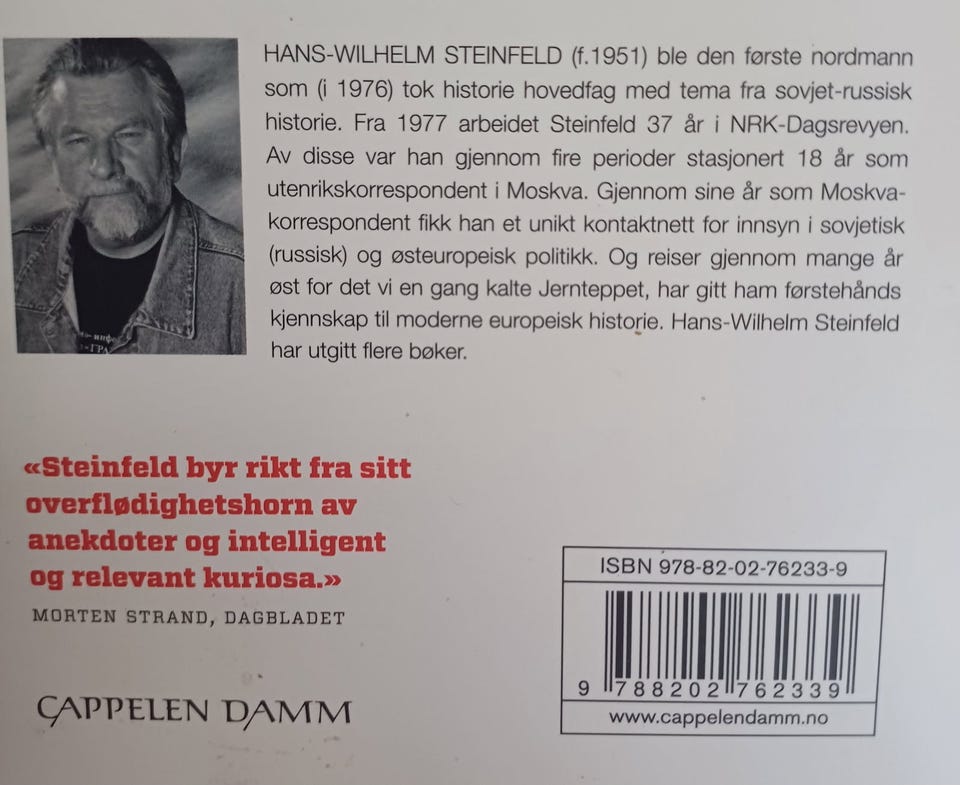 HANS-WILHELM STEINFELD (f.1951) ble den første nordmann
som (i 1976) tok historie hovedfag med tema fra sovjet-russisk
historie. Fra 1977 arbeidet Steinfeld 37 år i NRK-Dagsrevyen.
Av disse var han gjennom fire perioder stasjonert 18 år som
utenrikskorrespondent i Moskva. Gjennom sine år som Moskva-
korrespondent fikk han et unikt kontaktnett for innsyn i sovjetisk
(russisk) og østeuropeisk politikk. Og reiser gjennom mange år
øst for det vi en gang kalte Jernteppet, har gitt ham førstehånds
kjennskap til moderne europeisk historie. Hans-Wilhelm Steinfeld
har utgitt flere bøker.
«Steinfeld byr rikt fra sitt
overflødighetshorn av
anekdoter og intelligent
og relevant kuriosa.»
MORTEN STRAND, DAGBLADET
CAPPELEN DAMM
ISBN 978-82-02-76233-9
9 788202 762339
www.cappelendamm.no